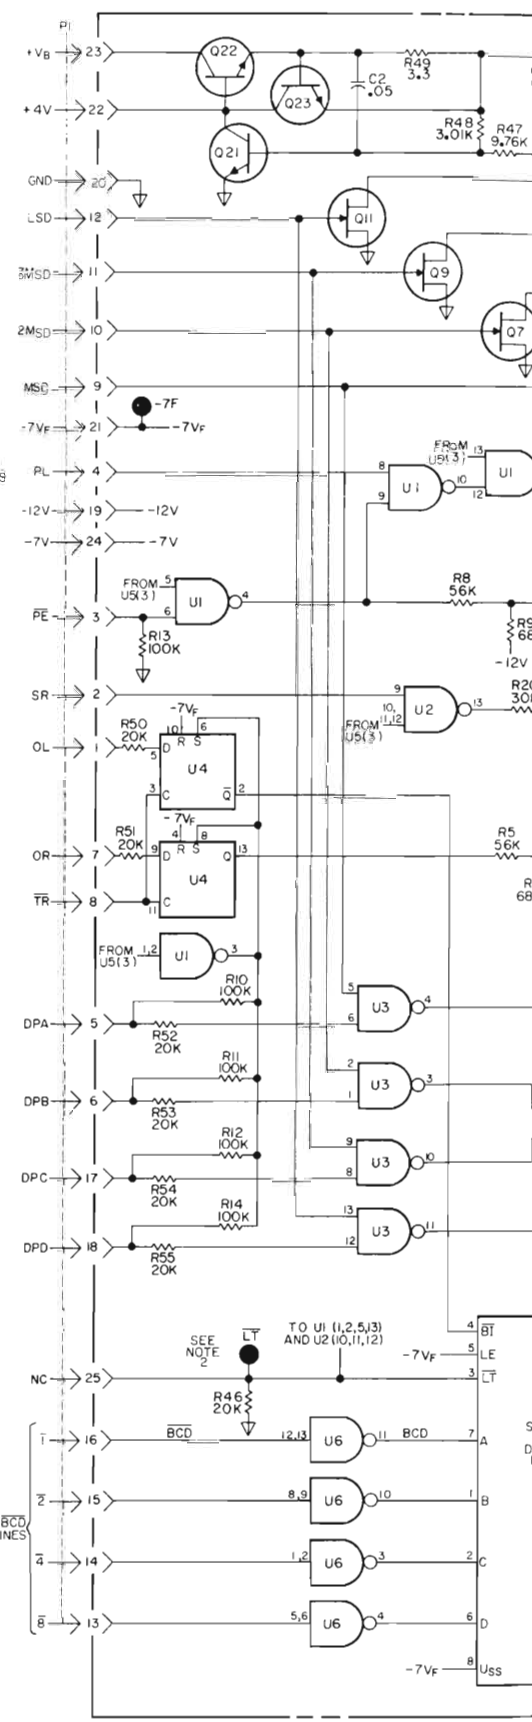 P1
+VB 23 Q22 R49 3.3
C2 .05
Q23
+4V 22
R48 3.01K R47 9.76K
Q21
GND 20
LSD 12 Q11
3MSD 11 Q9
2MSD 10 Q7
MSD 9
-7F
-7VF 21 -7VF
FROM U5(3) 13
PL 4 8 U1 10 U1
9 12
-12V 19 -12V
-7V 24 -7V
FROM U5(3) 5 U1 4
R8 56K
PE 3 6
R13 100K
-12V
SR 2 9 U2 13
FROM U5(3) 10, 11,12
-7VF 6
R50 20K 10 R S
OL 1 5 D
U4
3 C Q 2
-7VF
R51 20K 4 R S 8
OR 7 9 D Q 13 R5 56K
U4
TR 8 11 C
FROM U5(3) 1,2 U1 3
R10 100K
5 U3 4
DPA 5 R52 20K 6
R11 100K
2 U3 3
DPB 6 R53 20K 1
R12 100K
9 U3 10
DPC 17 R54 20K 8
R14 100K
13 U3 11
DPD 18 R55 20K 12
TO U1 (1,2,5,13) AND U2(10,11,12)
4 BI
SEE NOTE 2 LT
-7VF 5 LE
NC 25 3 LT
R46 20K
1 16 BCD 12,13 U6 11 BCD 7 A
2 15 8,9 U6 10 1 B
BCD
4 14 1,2 U6 3 2 C
8 13 5,6 U6 4 6 D
-7VF 8 USS